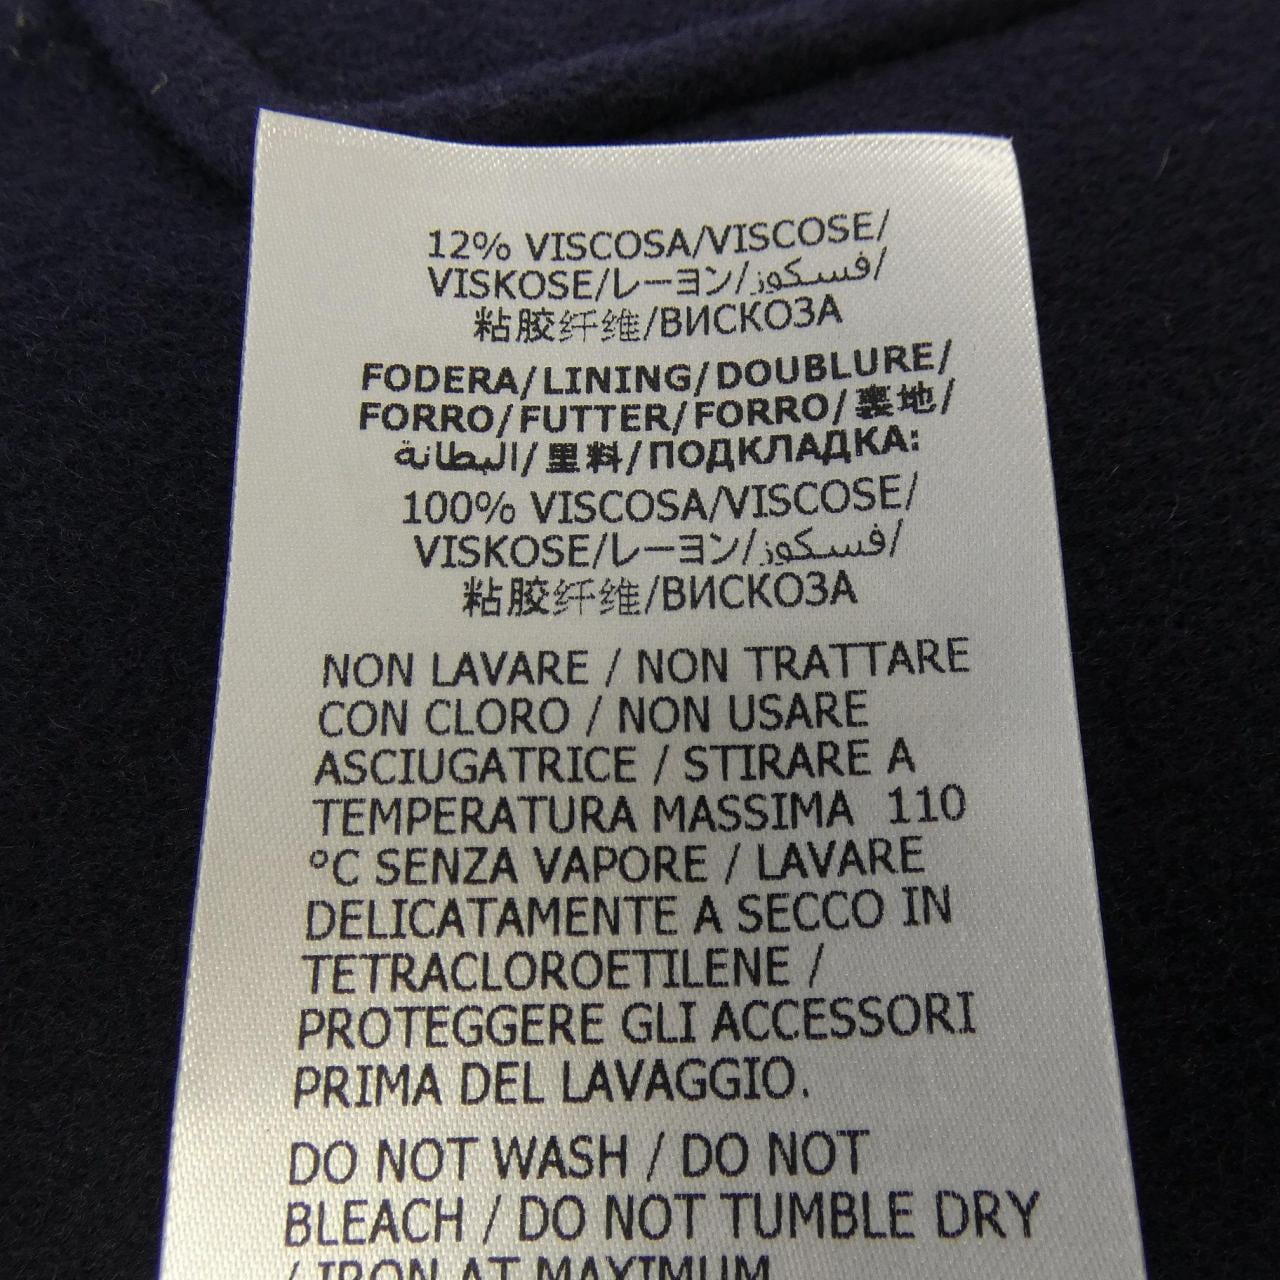 12% VISCOSA/VISCOSE/
VISKOSE/レーヨン/فسكوز/
粘胶纤维/ВИСКОЗА
FODERA/LINING/DOUBLURE/
FORRO/FUTTER/FORRO/裏地/
البطانة/里料/ПОДКЛАДКА:
100% VISCOSA/VISCOSE/
VISKOSE/レーヨン/فسكوز/
粘胶纤维/ВИСКОЗА
NON LAVARE / NON TRATTARE
CON CLORO / NON USARE
ASCIUGATRICE / STIRARE A
TEMPERATURA MASSIMA 110
°C SENZA VAPORE / LAVARE
DELICATAMENTE A SECCO IN
TETRACLOROETILENE /
PROTEGGERE GLI ACCESSORI
PRIMA DEL LAVAGGIO.
DO NOT WASH / DO NOT
BLEACH / DO NOT TUMBLE DRY
/ IRON AT MAXIMUM